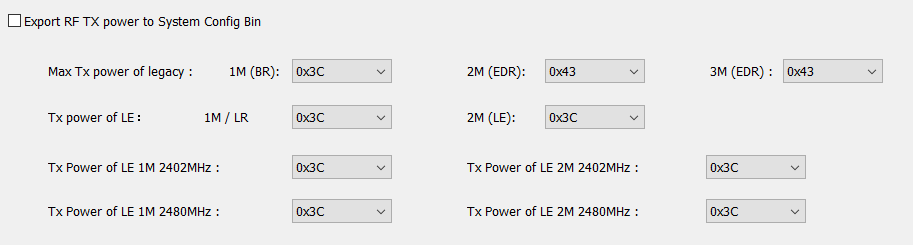 Export RF TX power to System Config Bin
Max Tx power of legacy : 1M (BR): 0x3C 2M (EDR): 0x43 3M (EDR) : 0x43
Tx power of LE: 1M / LR 0x3C 2M (LE): 0x3C
Tx Power of LE 1M 2402MHz : 0x3C Tx Power of LE 2M 2402MHz : 0x3C
Tx Power of LE 1M 2480MHz : 0x3C Tx Power of LE 2M 2480MHz : 0x3C